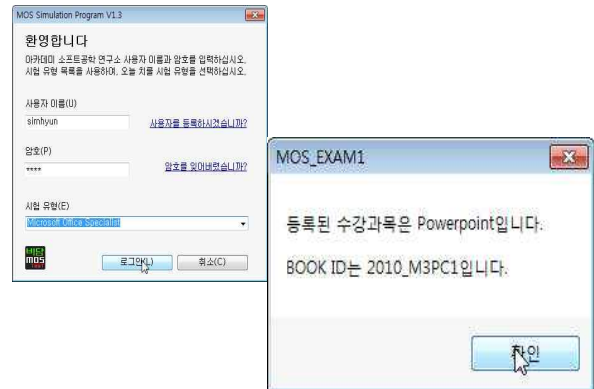 MOS Simulation Program V1.3
환영합니다
아카데미 소프트공학 연구소 사용자 이름과 암호를 입력하십시오.
시험 유형 목록을 사용하여, 오늘 치를 시험 유형을 선택하십시오.
사용자 이름(U)
simhyun
사용자를 등록하시겠습니까?
암호(P)
****
암호를 잊어버렸습니까?
시험 유형(E)
Microsoft Office Specialist
MOS
로그인(L)
취소(C)
MOS_EXAM1
등록된 수강과목은 Powerpoint입니다.
BOOK ID는 2010_M3PC1입니다.
확인